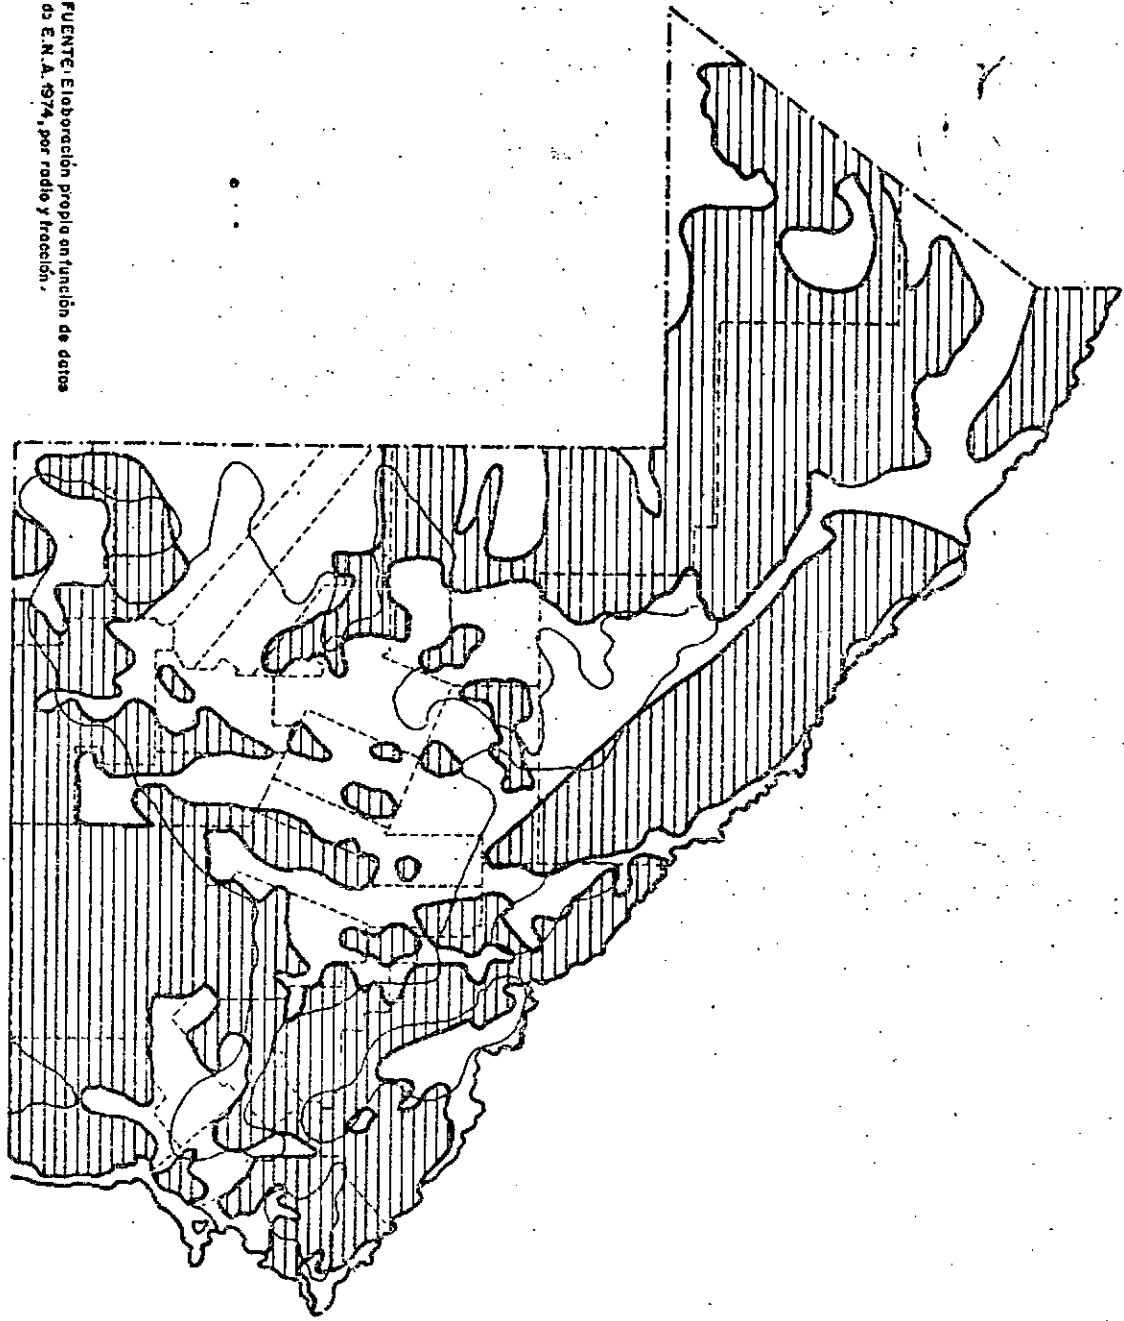 FUENTE: Elaboración propia en función de datos
de E.N.A. 1974, por radio y fracción.